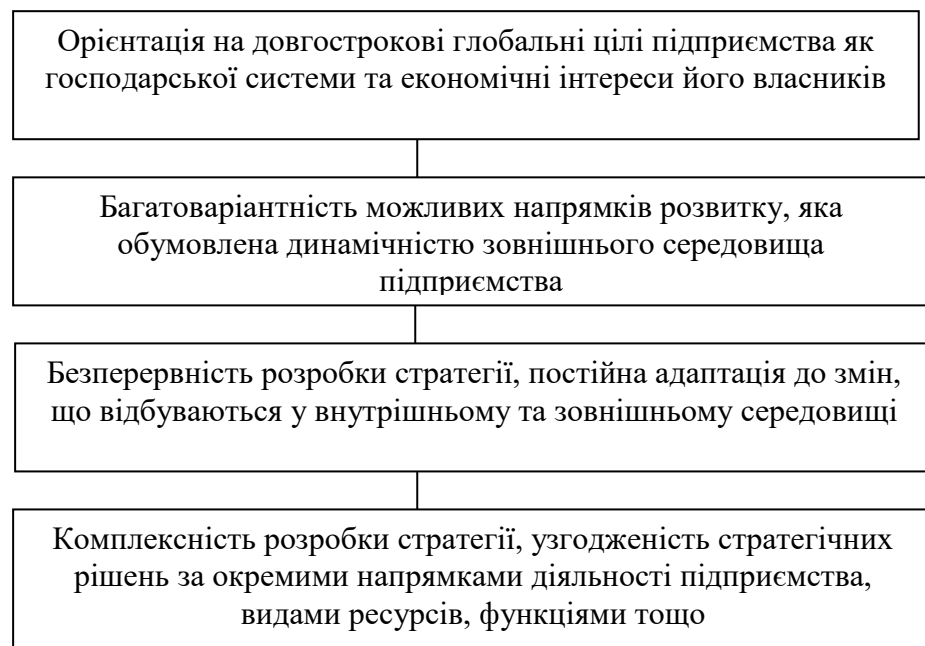 Орієнтація на довгострокові глобальні цілі підприємства як
господарської системи та економічні інтереси його власників
Багатоваріантність можливих напрямків розвитку, яка
обумовлена динамічністю зовнішнього середовища
підприємства
Безперервність розробки стратегії, постійна адаптація до змін,
що відбуваються у внутрішньому та зовнішньому середовищі
Комплексність розробки стратегії, узгодженість стратегічних
рішень за окремими напрямками діяльності підприємства,
видами ресурсів, функціями тощо